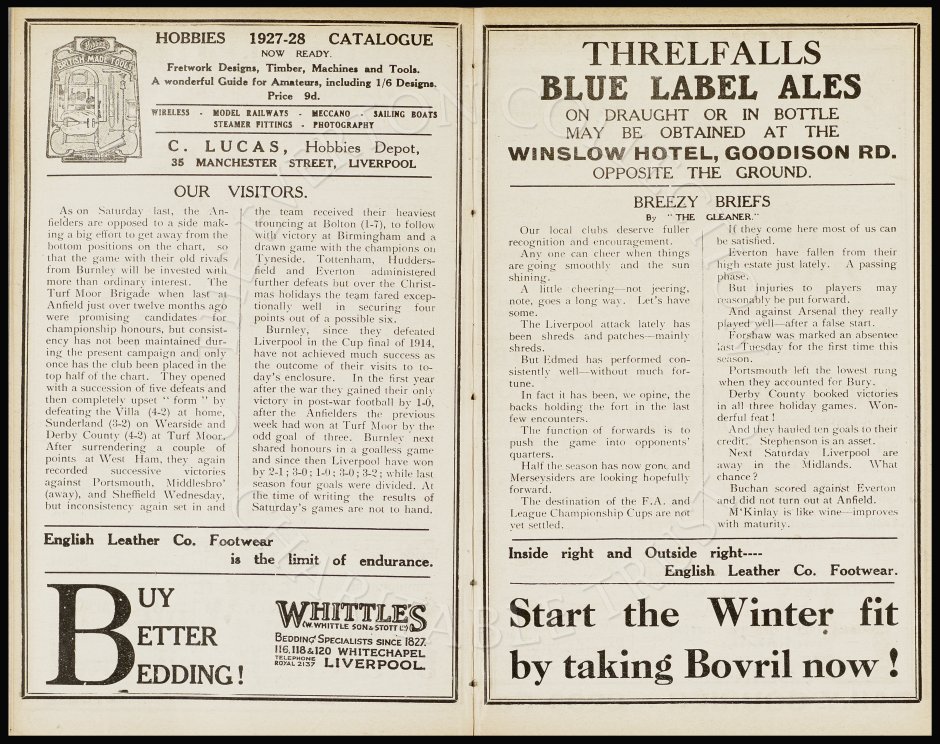 Hobbies
BRITISH MADE TOOLS
HOBBIES 1927-28 CATALOGUE
NOW READY.
Fretwork Designs, Timber, Machines and Tools.
A wonderful Guide for Amateurs, including 1/6 Designs.
Price 9d.
WIRELESS - MODEL RAILWAYS - MECCANO - SAILING BOATS
STEAMER FITTINGS - PHOTOGRAPHY
C. LUCAS, Hobbies Depot,
35 MANCHESTER STREET, LIVERPOOL
OUR VISITORS.
As on Saturday last, the An-
fielders are opposed to a side mak-
ing a big effort to get away from the
bottom positions on the chart, so
that the game with their old rivals
from Burnley will be invested with
more than ordinary interest. The
Turf Moor Brigade when last at
Anfield just over twelve months ago
were promising candidates for
championship honours, but consist-
ency has not been maintained dur-
ing the present campaign and only
once has the club been placed in the
top half of the chart. They opened
with a succession of five defeats and
then completely upset " form " by
defeating the Villa (4-2) at home,
Sunderland (3-2) on Wearside and
Derby County (4-2) at Turf Moor.
After surrendering a couple of
points at West Ham, they again
recorded successive victories
against Portsmouth, Middlesbro'
(away), and Sheffield Wednesday,
but inconsistency again set in and
the team received their heaviest
trouncing at Bolton (1-7), to follow
with victory at Birmingham and a
drawn game with the champions on
Tyneside. Tottenham, Hudders-
field and Everton administered
further defeats but over the Christ-
mas holidays the team fared excep-
tionally well in securing four
points out of a possible six.
Burnley, since they defeated
Liverpool in the Cup final of 1914,
have not achieved much success as
the outcome of their visits to to-
day's enclosure. In the first year
after the war they gained their only
victory in post-war football by 1-0,
after the Anfielders the previous
week had won at Turf Moor by the
odd goal of three. Burnley next
shared honours in a goalless game
and since then Liverpool have won
by 2-1; 3-0; 1-0; 3-0; 3-2; while last
season four goals were divided. At
the time of writing the results of
Saturday's games are not to hand.
English Leather Co. Footwear
is the limit of endurance.
BUY
BETTER
BEDDING!
WHITTLE'S
(W. WHITTLE SON & STOTT LTD)
BEDDING SPECIALISTS SINCE 1827.
116, 118 & 120 WHITECHAPEL
TELEPHONE
ROYAL 2137 LIVERPOOL.
THRELFALLS
BLUE LABEL ALES
ON DRAUGHT OR IN BOTTLE
MAY BE OBTAINED AT THE
WINSLOW HOTEL, GOODISON RD.
OPPOSITE THE GROUND.
BREEZY BRIEFS
By "THE GLEANER."
Our local clubs deserve fuller
recognition and encouragement.
Any one can cheer when things
are going smoothly and the sun
shining.
A little cheering—not jeering,
note, goes a long way. Let's have
some.
The Liverpool attack lately has
been shreds and patches—mainly
shreds.
But Edmed has performed con-
sistently well—without much for-
tune.
In fact it has been, we opine, the
backs holding the fort in the last
few encounters.
The function of forwards is to
push the game into opponents'
quarters.
Half the season has now gone and
Merseysiders are looking hopefully
forward.
The destination of the F.A. and
League Championship Cups are not
yet settled.
If they come here most of us can
be satisfied.
Everton have fallen from their
high estate just lately. A passing
phase.
But injuries to players may
reasonably be put forward.
And against Arsenal they really
played well—after a false start.
Forshaw was marked an absentee
last Tuesday for the first time this
season.
Portsmouth left the lowest rung
when they accounted for Bury.
Derby County booked victories
in all three holiday games. Won-
derful feat!
And they hauled ten goals to their
credit. Stephenson is an asset.
Next Saturday Liverpool are
away in the Midlands. What
chance?
Buchan scored against Everton
and did not turn out at Anfield.
M'Kinlay is like wine—improves
with maturity.
Inside right and Outside right----
English Leather Co. Footwear.
Start the Winter fit
by taking Bovril now!